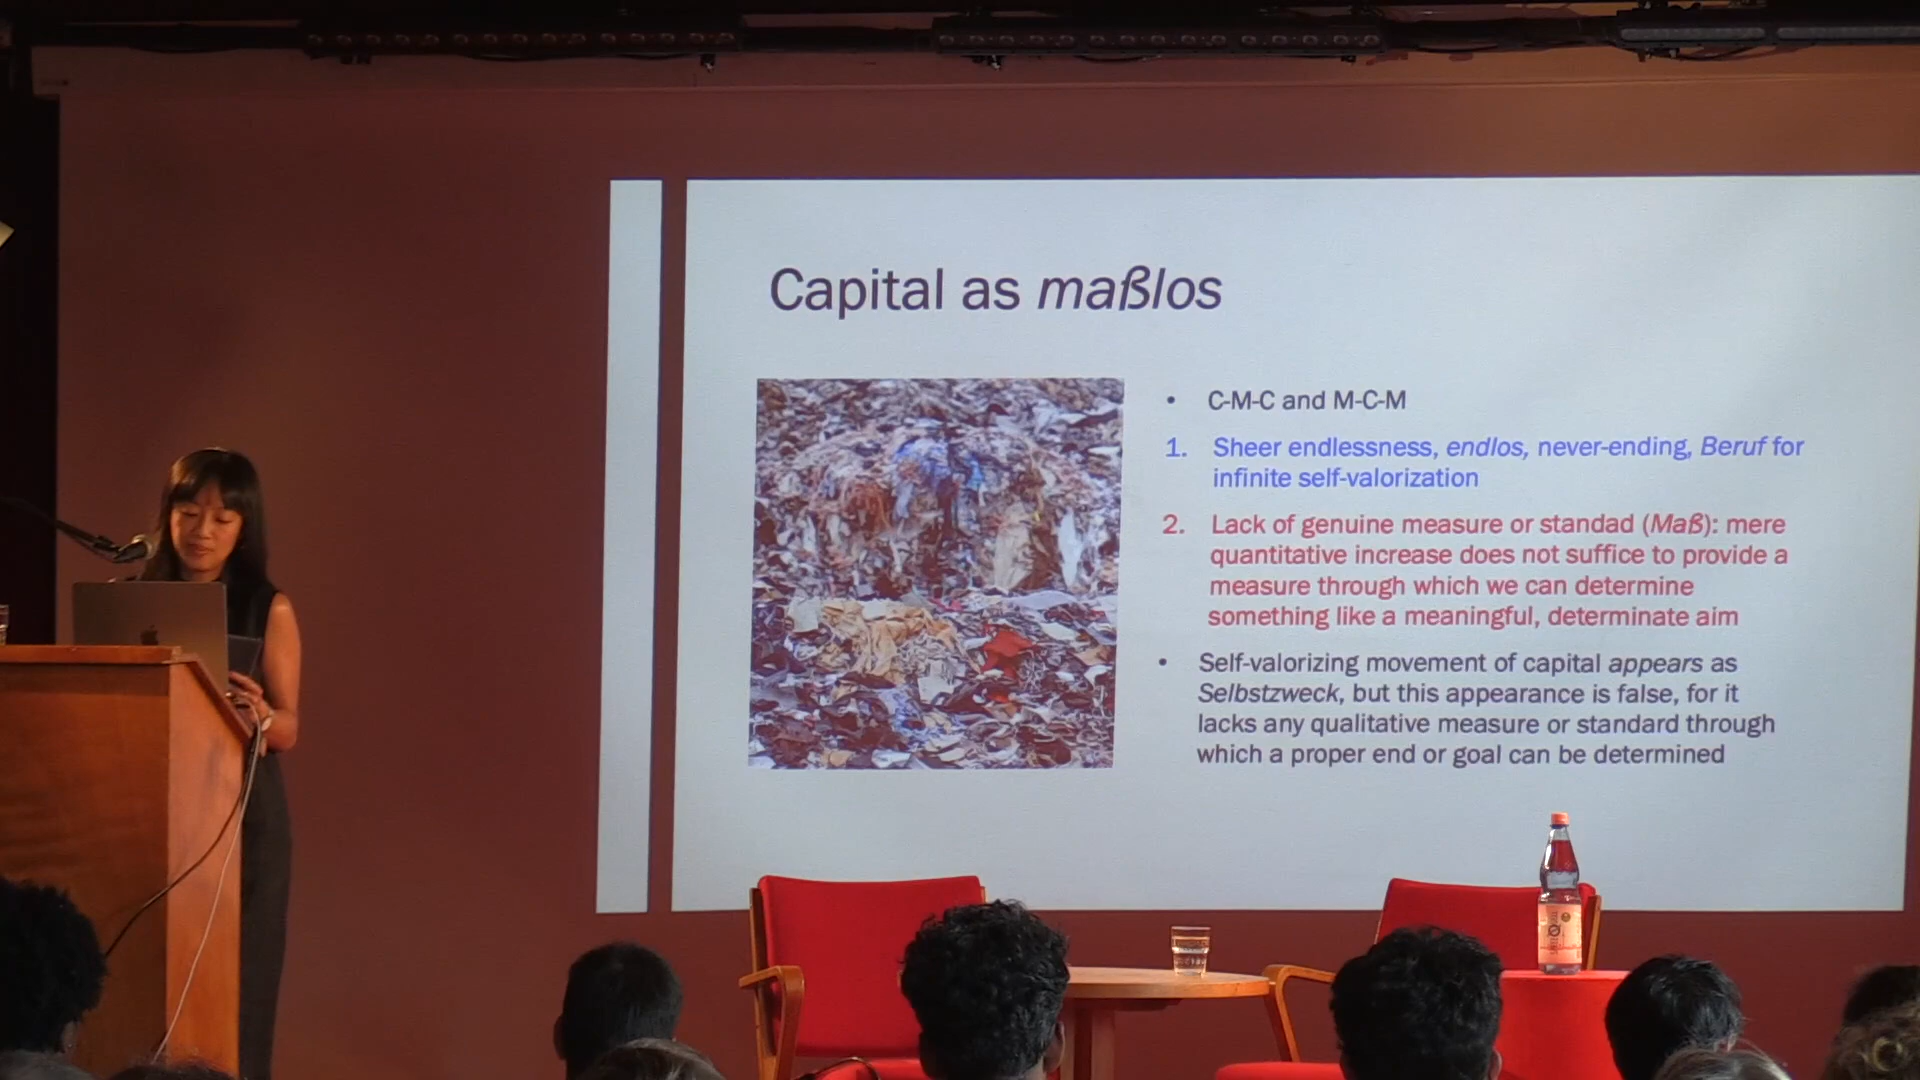 Capital as maßlos
• C-M-C and M-C-M
1. Sheer endlessness, endlos, never-ending, Beruf for
infinite self-valorization
2. Lack of genuine measure or standad (Maß): mere
quantitative increase does not suffice to provide a
measure through which we can determine
something like a meaningful, determinate aim
• Self-valorizing movement of capital appears as
Selbstzweck, but this appearance is false, for it
lacks any qualitative measure or standard through
which a proper end or goal can be determined